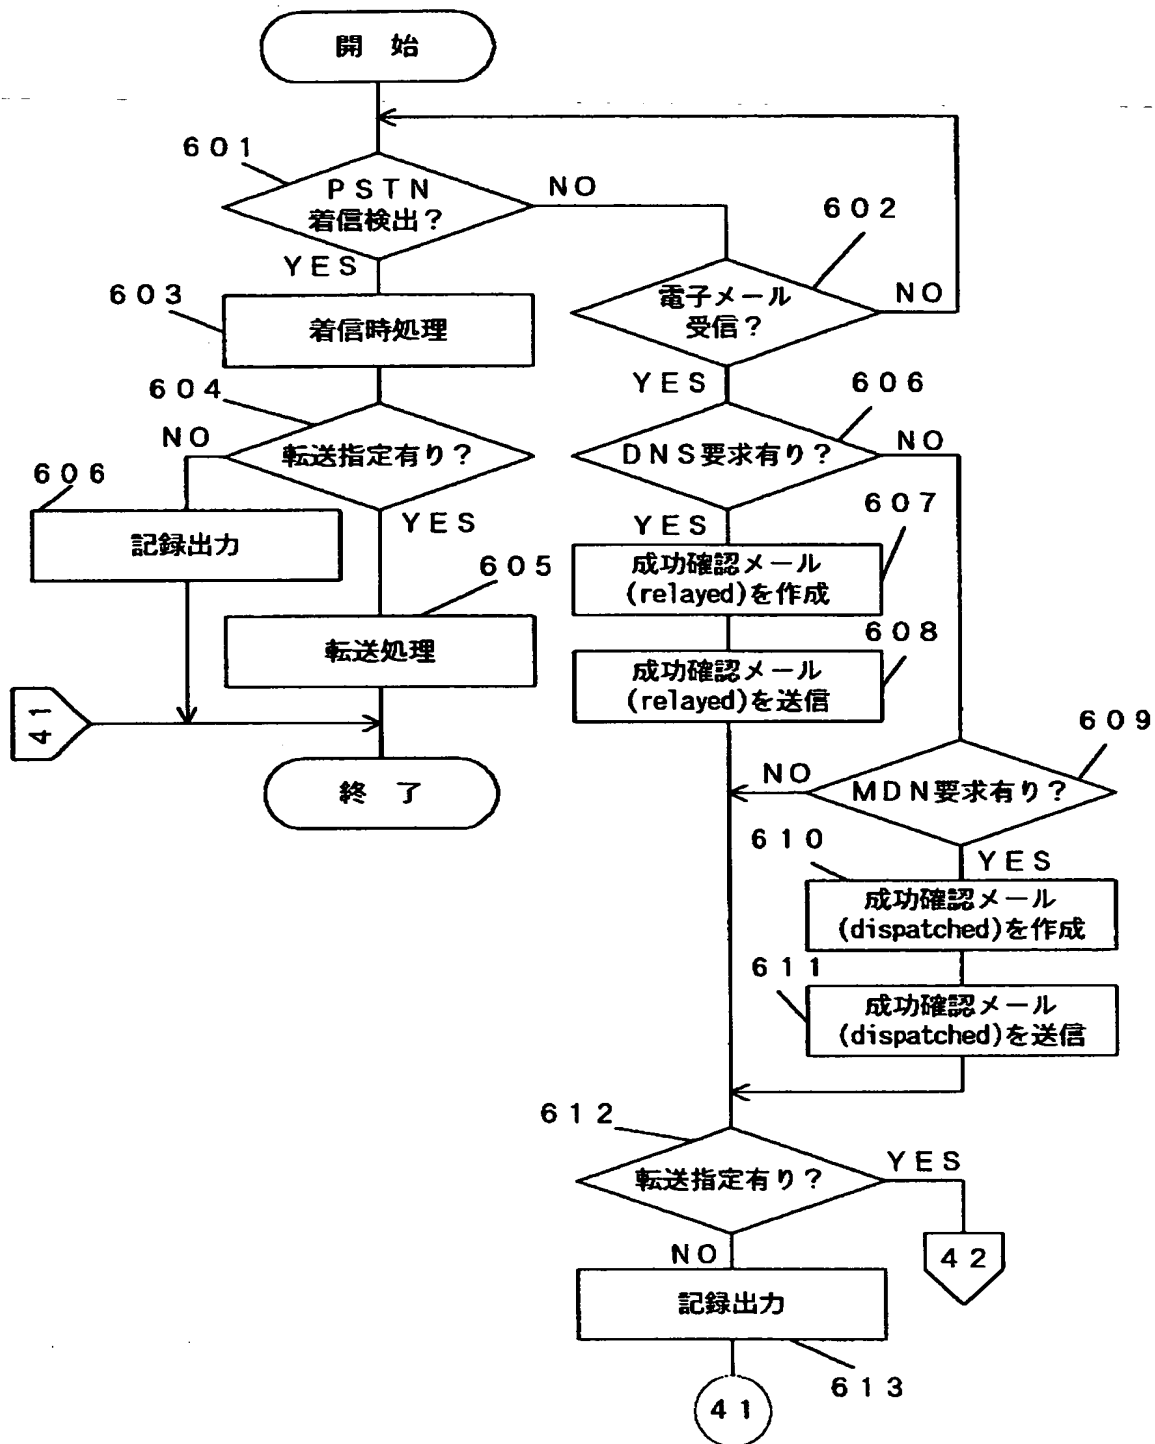 開 始
601
PSTN
着信検出?
NO
YES
602
電子メール
受信?
NO
YES
603
着信時処理
604
転送指定有り?
NO
YES
606
記録出力
605
転送処理
41
終 了
606
DNS要求有り?
NO
YES
607
成功確認メール
(relayed)を作成
608
成功確認メール
(relayed)を送信
609
MDN要求有り?
NO
YES
610
成功確認メール
(dispatched)を作成
611
成功確認メール
(dispatched)を送信
612
転送指定有り?
YES
NO
42
記録出力
613
41